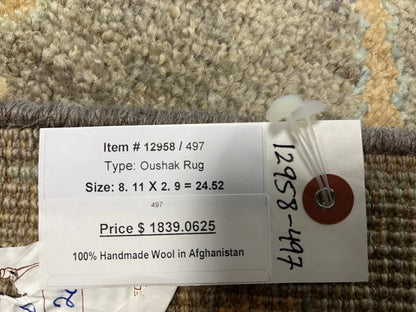 Item # 12958 / 497
Type: Oushak Rug
Size: 8. 11 X 2. 9 = 24.52
497
Price $ 1839.0625
100% Handmade Wool in Afghanistan
12958-497